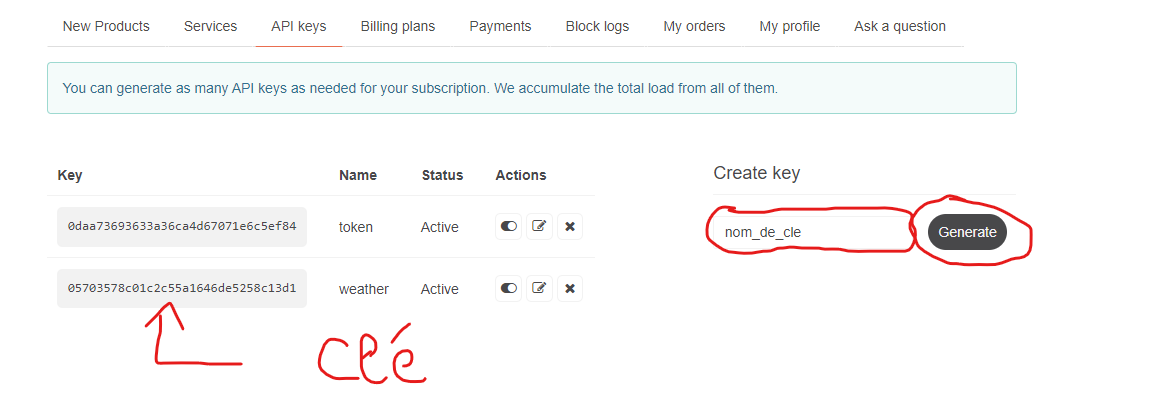 New Products Services API keys Billing plans Payments Block logs My orders My profile Ask a question
You can generate as many API keys as needed for your subscription. We accumulate the total load from all of them.
Key Name Status Actions
0daa73693633a36ca4d67071e6c5ef84 token Active
05703578c01c2c55a1646de5258c13d1 weather Active
Create key
nom_de_cle Generate
Clé